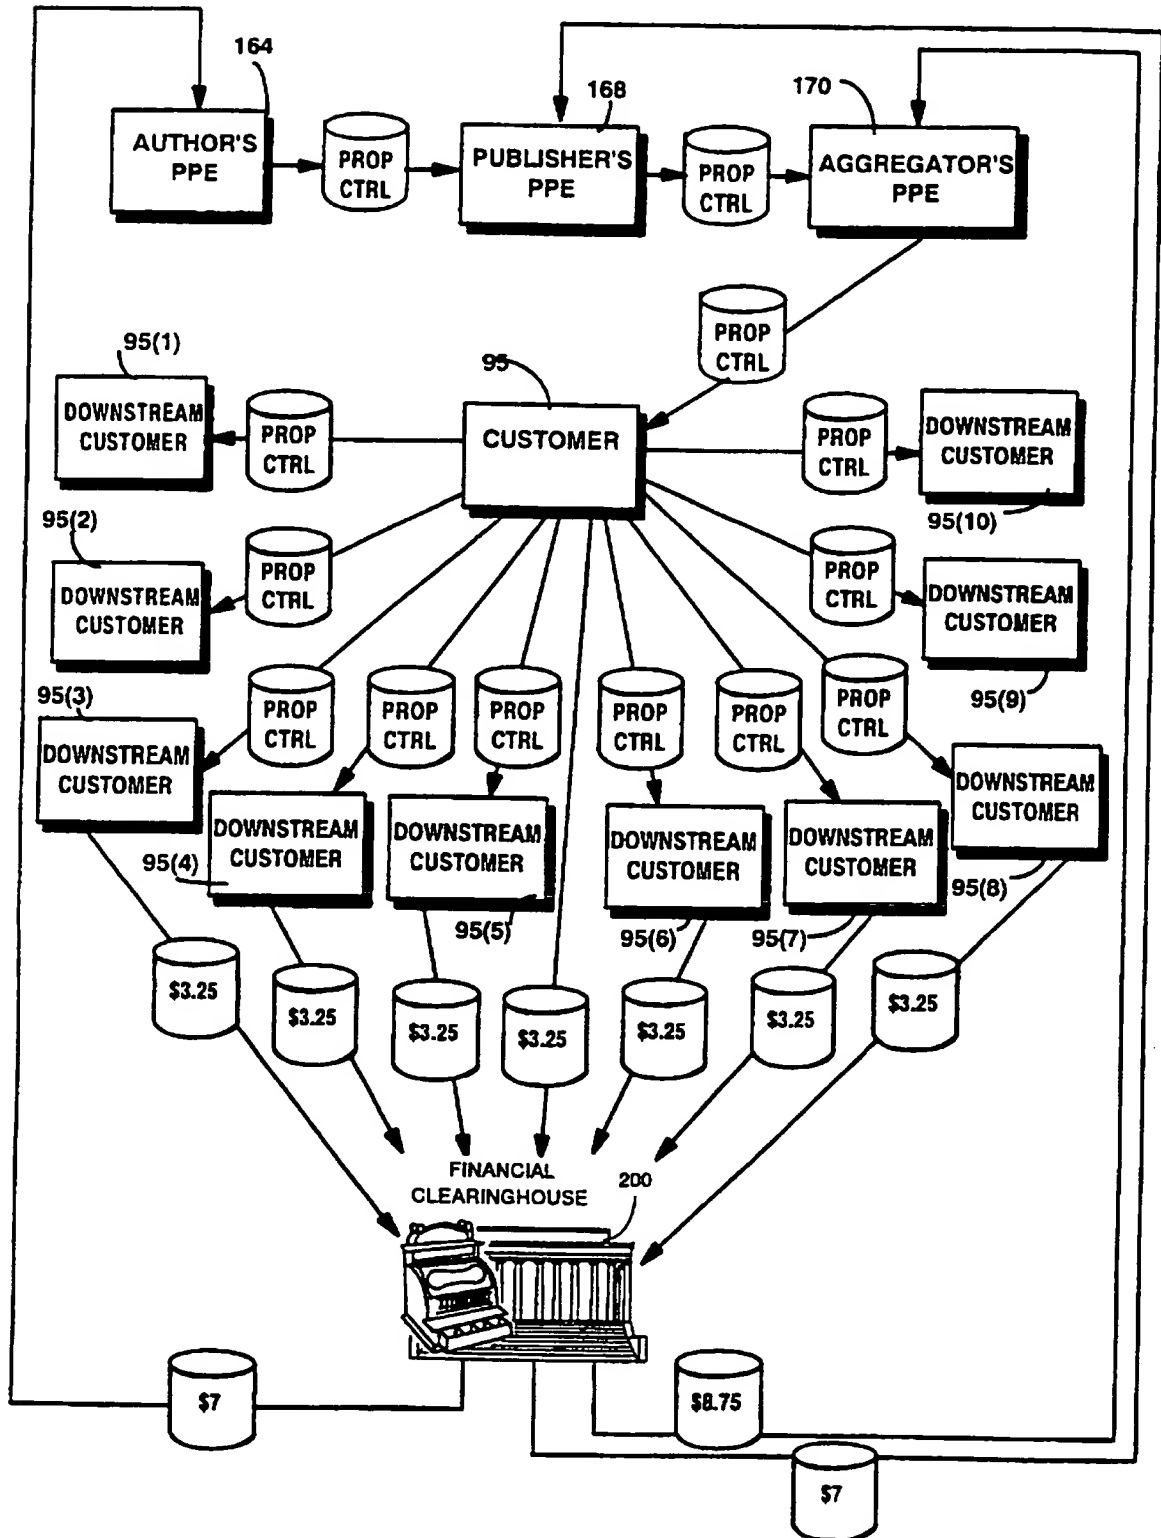 164
168
170
AUTHOR'S
PPE
PROP
CTRL
PUBLISHER'S
PPE
PROP
CTRL
AGGREGATOR'S
PPE
PROP
CTRL
95(1)
95
DOWNSTREAM
CUSTOMER
PROP
CTRL
CUSTOMER
PROP
CTRL
DOWNSTREAM
CUSTOMER
95(10)
95(2)
DOWNSTREAM
CUSTOMER
PROP
CTRL
PROP
CTRL
DOWNSTREAM
CUSTOMER
95(9)
95(3)
DOWNSTREAM
CUSTOMER
PROP
CTRL
PROP
CTRL
PROP
CTRL
PROP
CTRL
PROP
CTRL
PROP
CTRL
DOWNSTREAM
CUSTOMER
95(8)
DOWNSTREAM
CUSTOMER
95(4)
DOWNSTREAM
CUSTOMER
95(5)
DOWNSTREAM
CUSTOMER
95(6)
DOWNSTREAM
CUSTOMER
95(7)
$3.25
$3.25
$3.25
$3.25
$3.25
$3.25
$3.25
FINANCIAL
CLEARINGHOUSE
200
$7
$8.75
$7